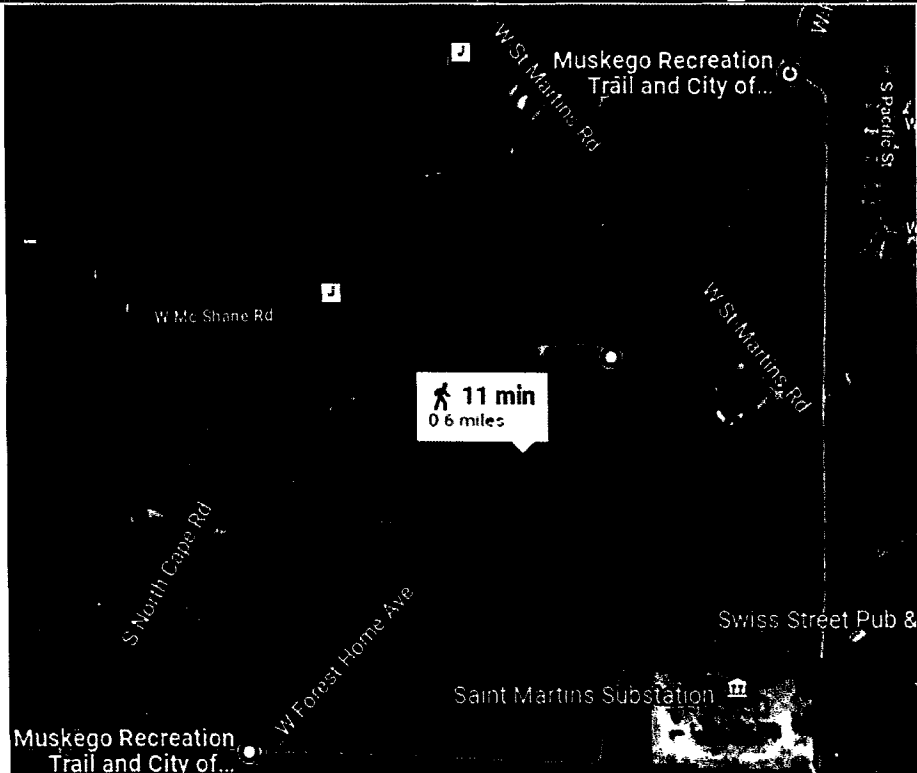 W St Martins Rd
Muskego Recreation
Trail and City of...
S Pacific St
J
J
W Mc Shane Rd
W St Martins Rd
11 min
0 6 miles
S North Cape Rd
W Forest Home Ave
Swiss Street Pub &
Saint Martins Substation
Muskego Recreation
Trail and City of...